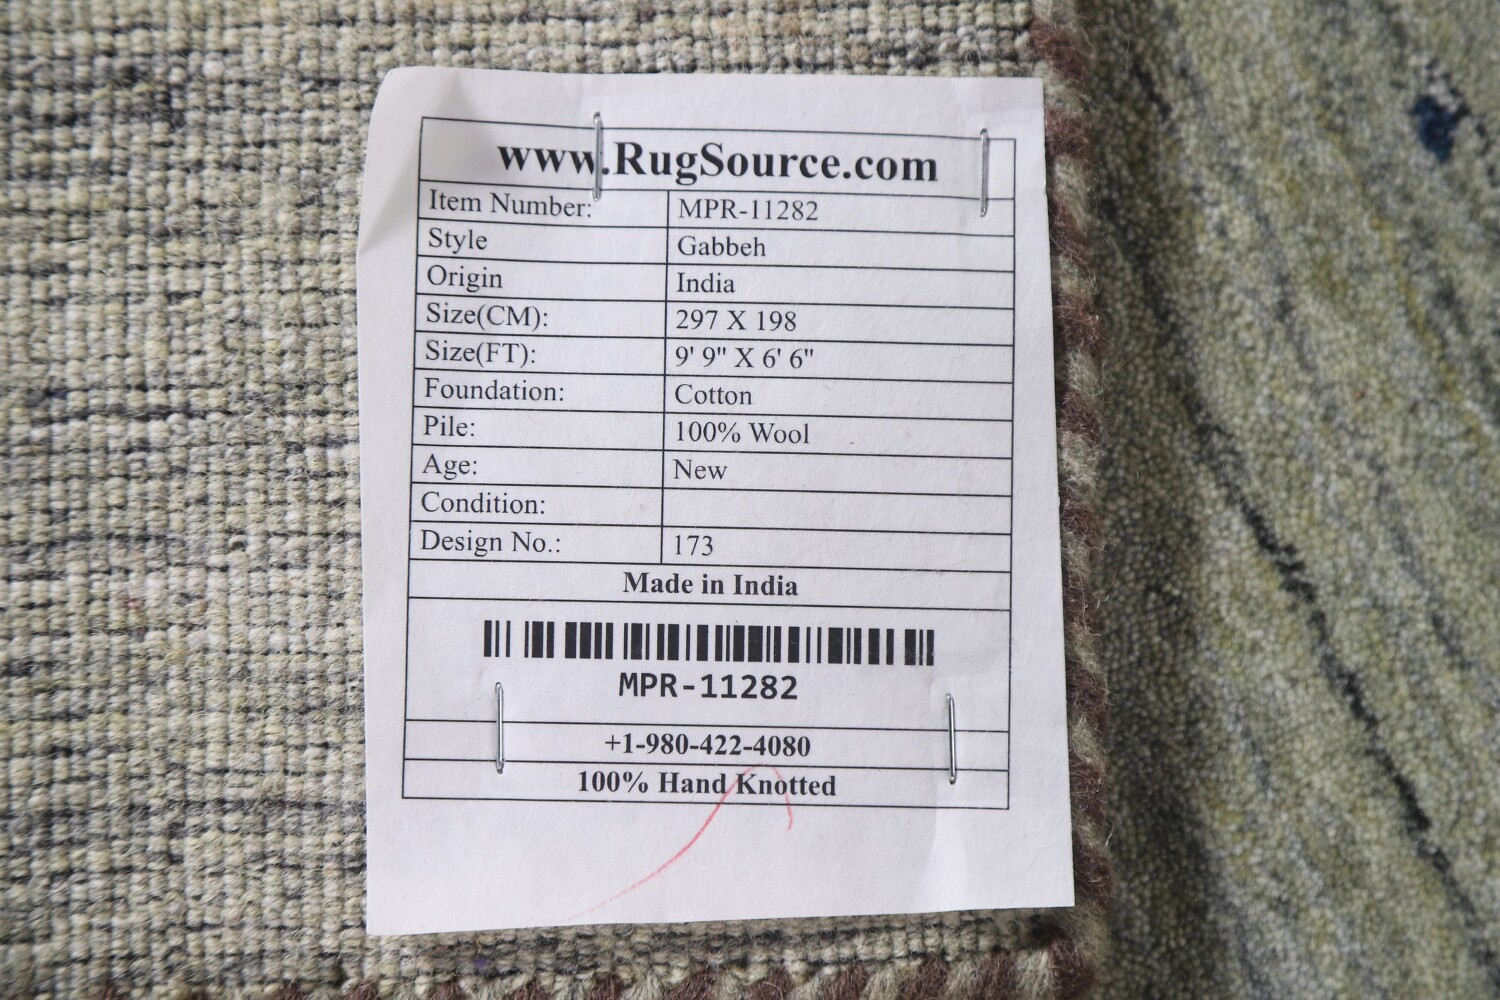 www.RugSource.com
Item Number: MPR-11282
Style Gabbeh
Origin India
Size(CM): 297 X 198
Size(FT): 9' 9" X 6' 6"
Foundation: Cotton
Pile: 100% Wool
Age: New
Condition:
Design No.: 173
Made in India
MPR-11282
+1-980-422-4080
100% Hand Knotted